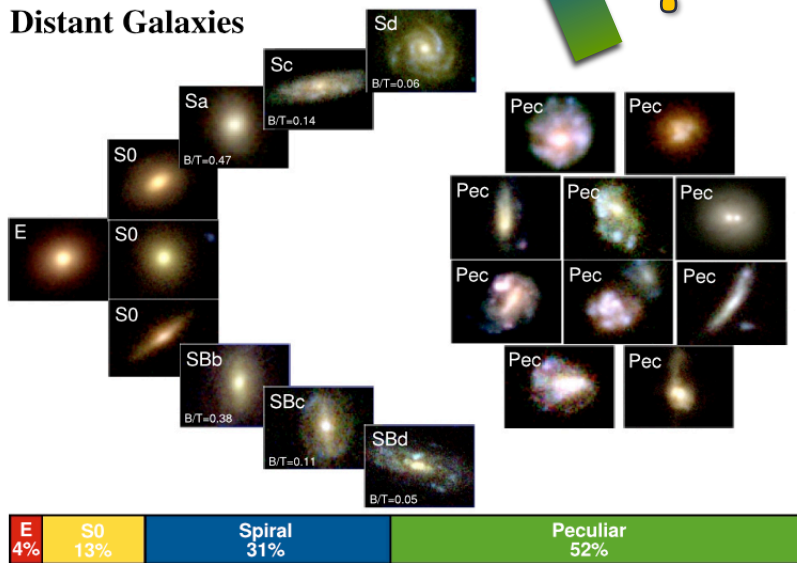 Distant Galaxies
Sd
B/T=0.06
Sc
B/T=0.14
Sa
B/T=0.47
S0
E
S0
S0
SBb
B/T=0.38
SBc
B/T=0.11
SBd
B/T=0.05
Pec
Pec
Pec
Pec
Pec
Pec
Pec
Pec
Pec
Pec
E S0 Spiral Peculiar
4% 13% 31% 52%